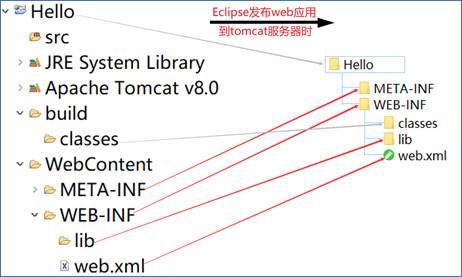 Hello
src
JRE System Library
Apache Tomcat v8.0
build
classes
WebContent
META-INF
WEB-INF
lib
web.xml
Eclipse发布web应用
到tomcat服务器时
Hello
META-INF
WEB-INF
classes
lib
web.xml